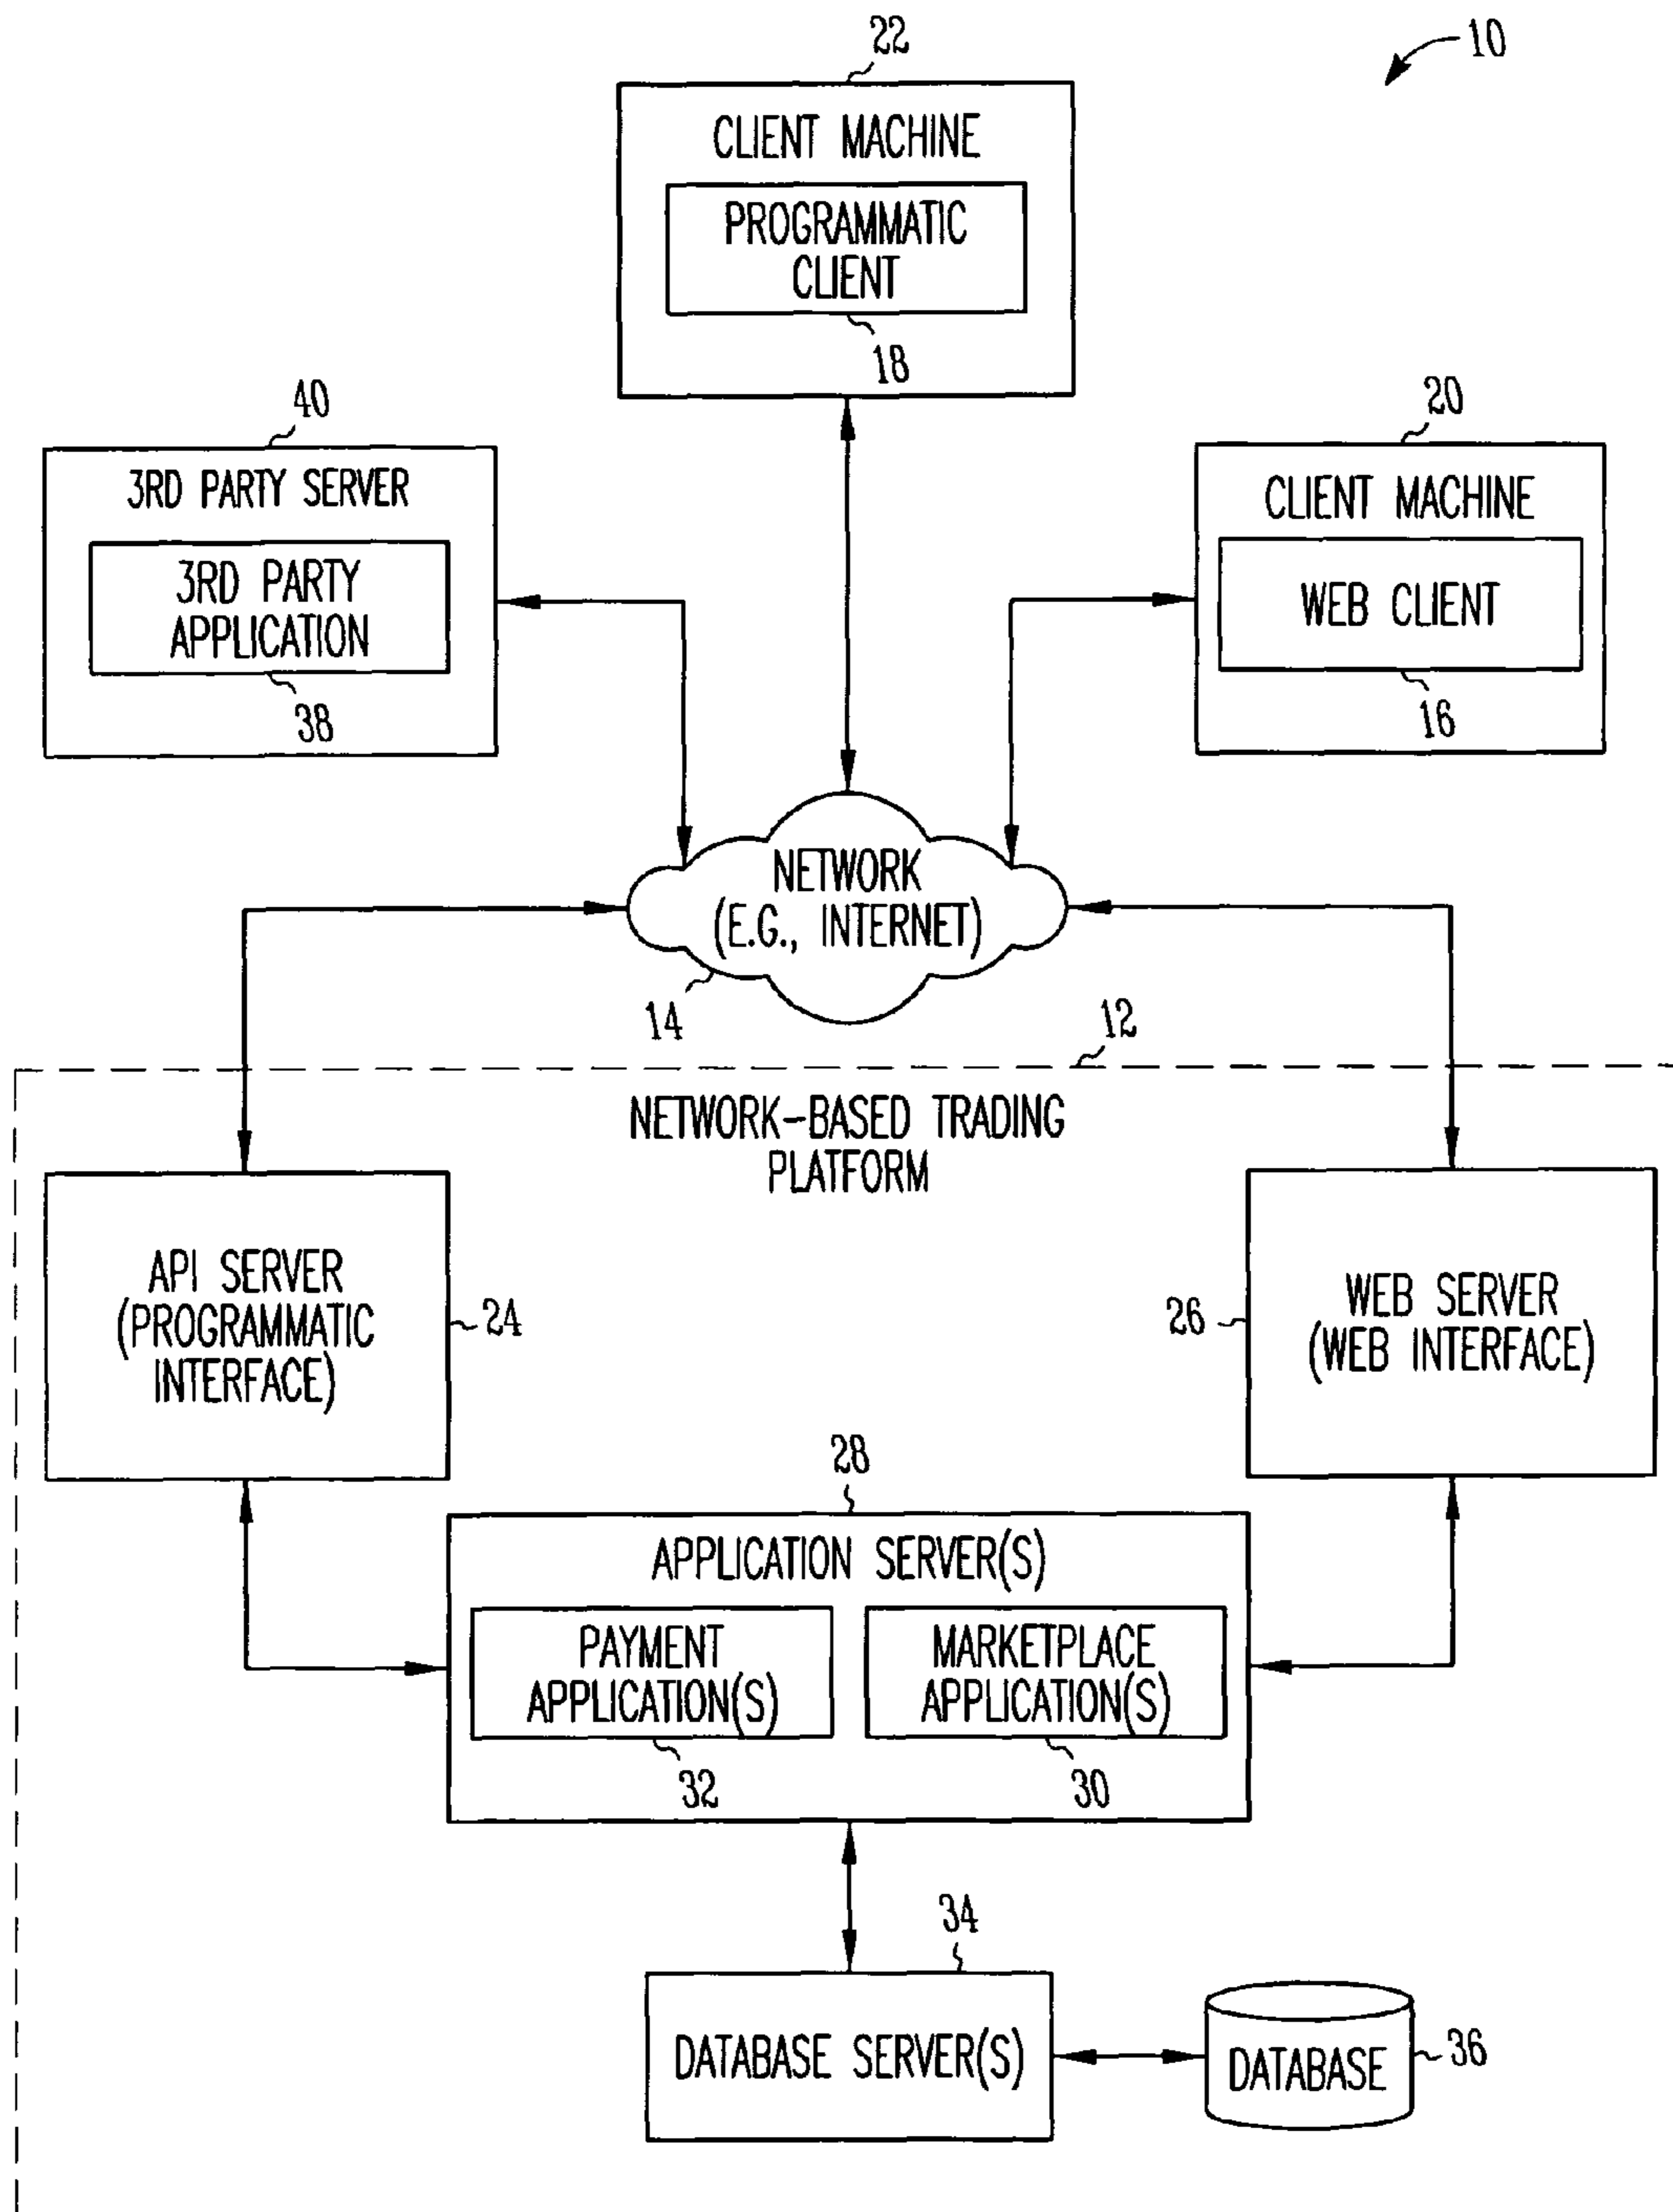 10
22
CLIENT MACHINE
PROGRAMMATIC
CLIENT
18
40
3RD PARTY SERVER
3RD PARTY
APPLICATION
38
20
CLIENT MACHINE
WEB CLIENT
16
NETWORK
(E.G., INTERNET)
14
12
NETWORK-BASED TRADING
PLATFORM
API SERVER
(PROGRAMMATIC
INTERFACE)
24
26
WEB SERVER
(WEB INTERFACE)
28
APPLICATION SERVER(S)
PAYMENT
APPLICATION(S)
32
MARKETPLACE
APPLICATION(S)
30
34
DATABASE SERVER(S)
DATABASE
36